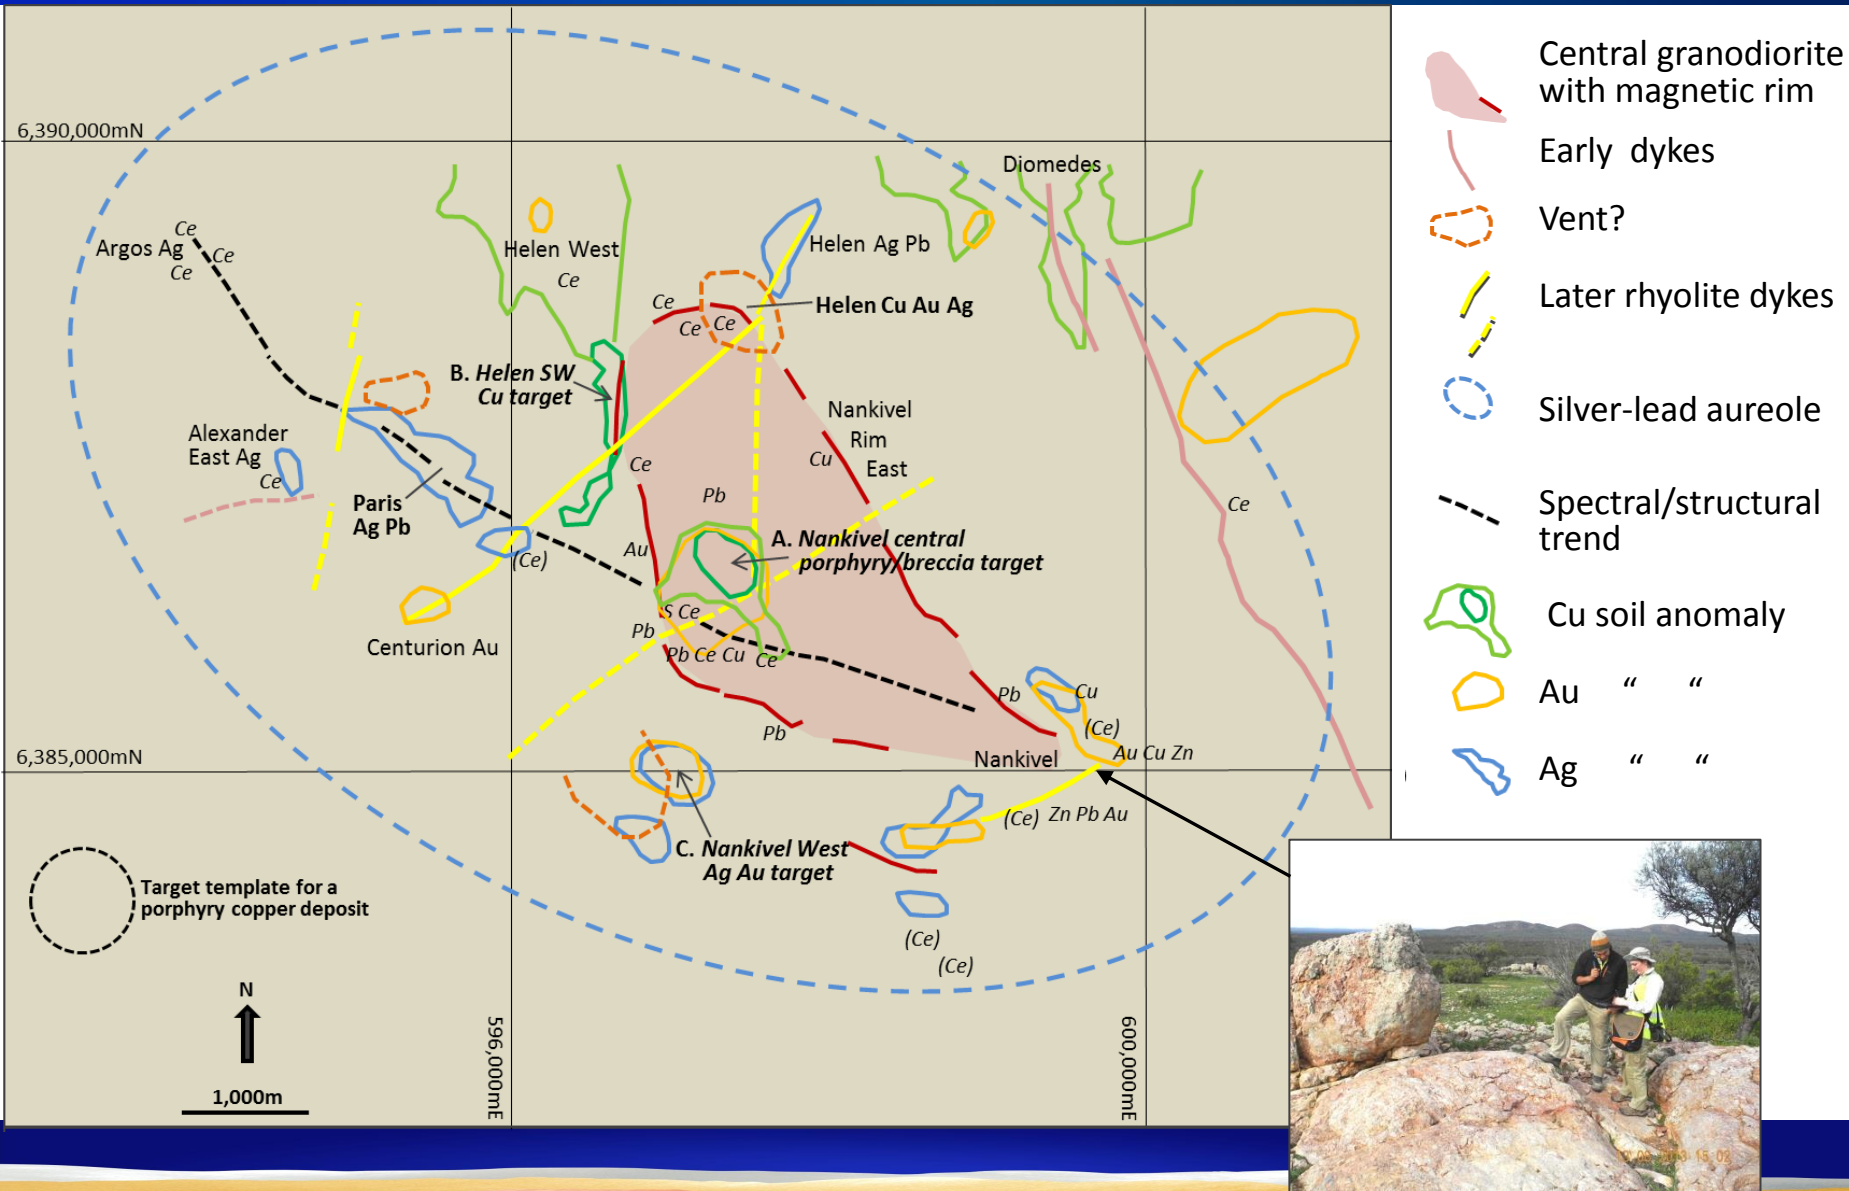 6,390,000mN
Diomedes
Ce
Argos Ag
Ce
Ce
Helen West
Ce
Helen Ag Pb
Ce
Ce
Ce
Helen Cu Au Ag
B. Helen SW
Cu target
Nankivel
Rim
East
Cu
Alexander
East Ag
Ce
Paris
Ag Pb
Ce
Pb
Ce
(Ce)
Au
A. Nankivel central
porphyry/breccia target
S Ce
Pb
Pb Ce Cu
Ce
Centurion Au
Pb
Cu
(Ce)
Pb
Au Cu Zn
6,385,000mN
Nankivel
(Ce) Zn Pb Au
C. Nankivel West
Ag Au target
(Ce)
(Ce)
Target template for a
porphyry copper deposit
N
1,000m
596,000mE
600,000mE
Central granodiorite
with magnetic rim
Early dykes
Vent?
Later rhyolite dykes
Silver-lead aureole
Spectral/structural
trend
Cu soil anomaly
Au “ “
Ag “ “